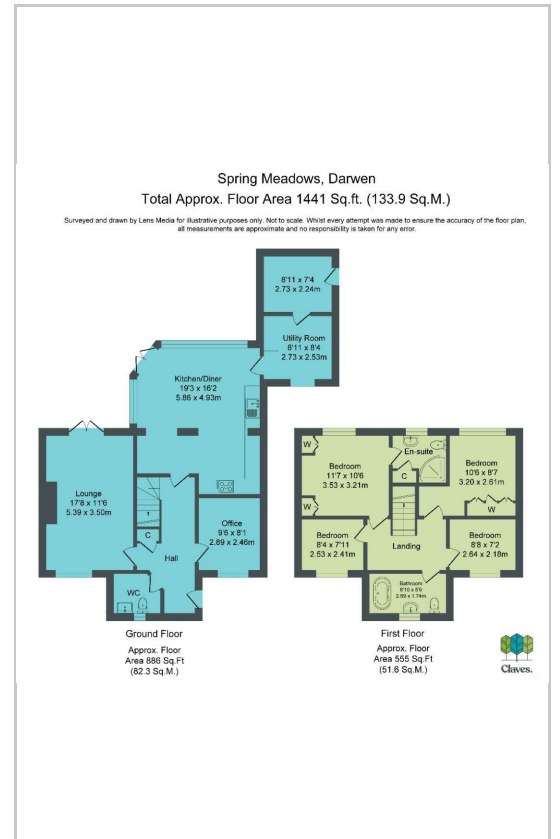 Spring Meadows, Darwen
Total Approx. Floor Area 1441 Sq.ft. (133.9 Sq.M.)
Surveyed and drawn by Lens Media for illustrative purposes only. Not to scale. Whilst every attempt was made to ensure the accuracy of the floor plan,
all measurements are approximate and no responsibility is taken for any error.
8'11 x 7'4
2.73 x 2.24m
Utility Room
8'11 x 8'4
2.73 x 2.53m
Kitchen/Diner
19'3 x 16'2
5.86 x 4.93m
Lounge
17'8 x 11'6
5.39 x 3.50m
C
Hall
Office
9'6 x 8'1
2.89 x 2.46m
WC
Ground Floor
Approx. Floor
Area 886 Sq.Ft
(82.3 Sq.M.)
W
Bedroom
11'7 x 10'6
3.53 x 3.21m
W
En-suite
C
Bedroom
10'6 x 8'7
3.20 x 2.61m
W
Bedroom
8'4 x 7'11
2.53 x 2.41m
Landing
Bedroom
8'8 x 7'2
2.64 x 2.18m
Bathroom
8'10 x 5'9
2.69 x 1.74m
First Floor
Approx. Floor
Area 555 Sq.Ft
(51.6 Sq.M.)
Claves.